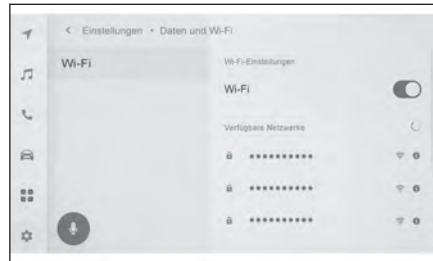 < Einstellungen • Daten und Wi-Fi
Wi-Fi
Wi-Fi-Einstellungen
Wi-Fi
Verfügbare Netzwerke
**********
**********
**********